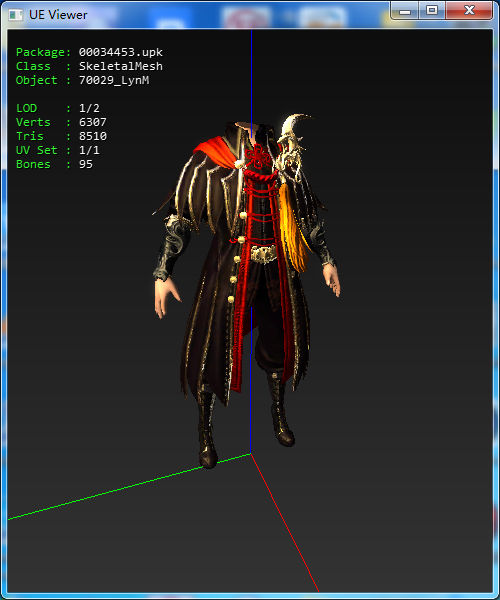 UE Viewer
Package: 00034453.upk
Class : SkeletalMesh
Object : 70029_LynM
LOD : 1/2
Verts : 6307
Tris : 8510
UV Set : 1/1
Bones : 95